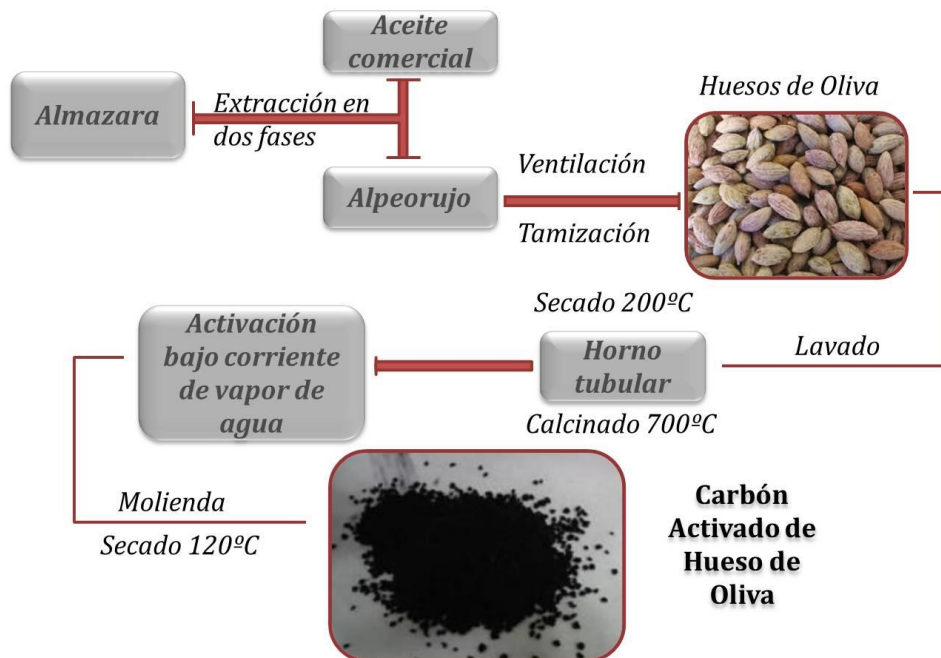 Aceite
comercial
Almazara
Extracción en
dos fases
Alpeorujo
Ventilación
Tamización
Huesos de Oliva
Lavado
Secado 200ºC
Horno
tubular
Calcinado 700ºC
Activación
bajo corriente
de vapor de
agua
Molienda
Secado 120ºC
Carbón
Activado de
Hueso de
Oliva